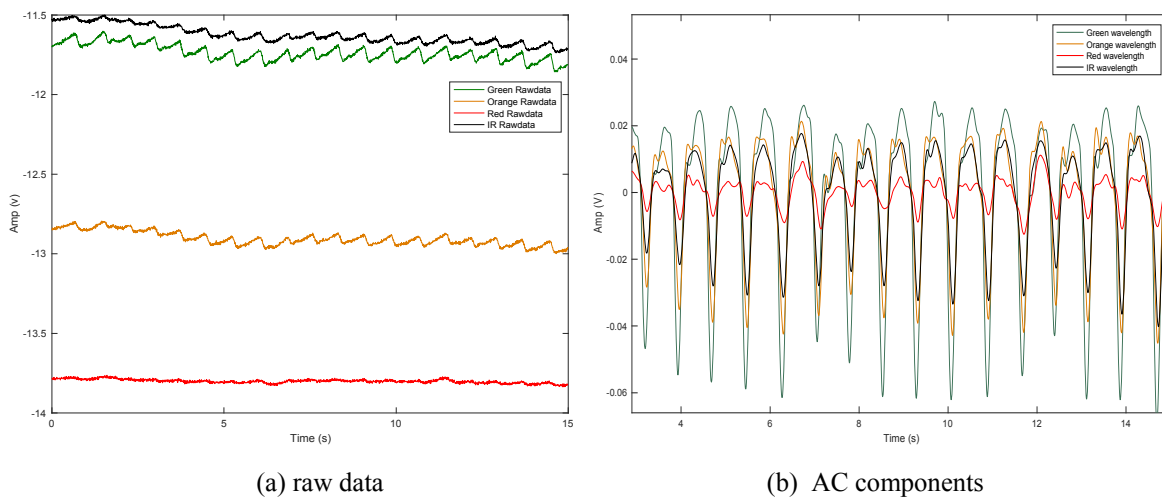 -11.5
-12
-12.5
-13
-13.5
-14
Amp (v)
0
5
10
15
Time (s)
Green Rawdata
Orange Rawdata
Red Rawdata
IR Rawdata
(a) raw data
0.04
0.02
0
-0.02
-0.04
-0.06
Amp (V)
4
6
8
10
12
14
Time (s)
Green wavelength
Orange wavelength
Red wavelength
IR wavelength
(b) AC components